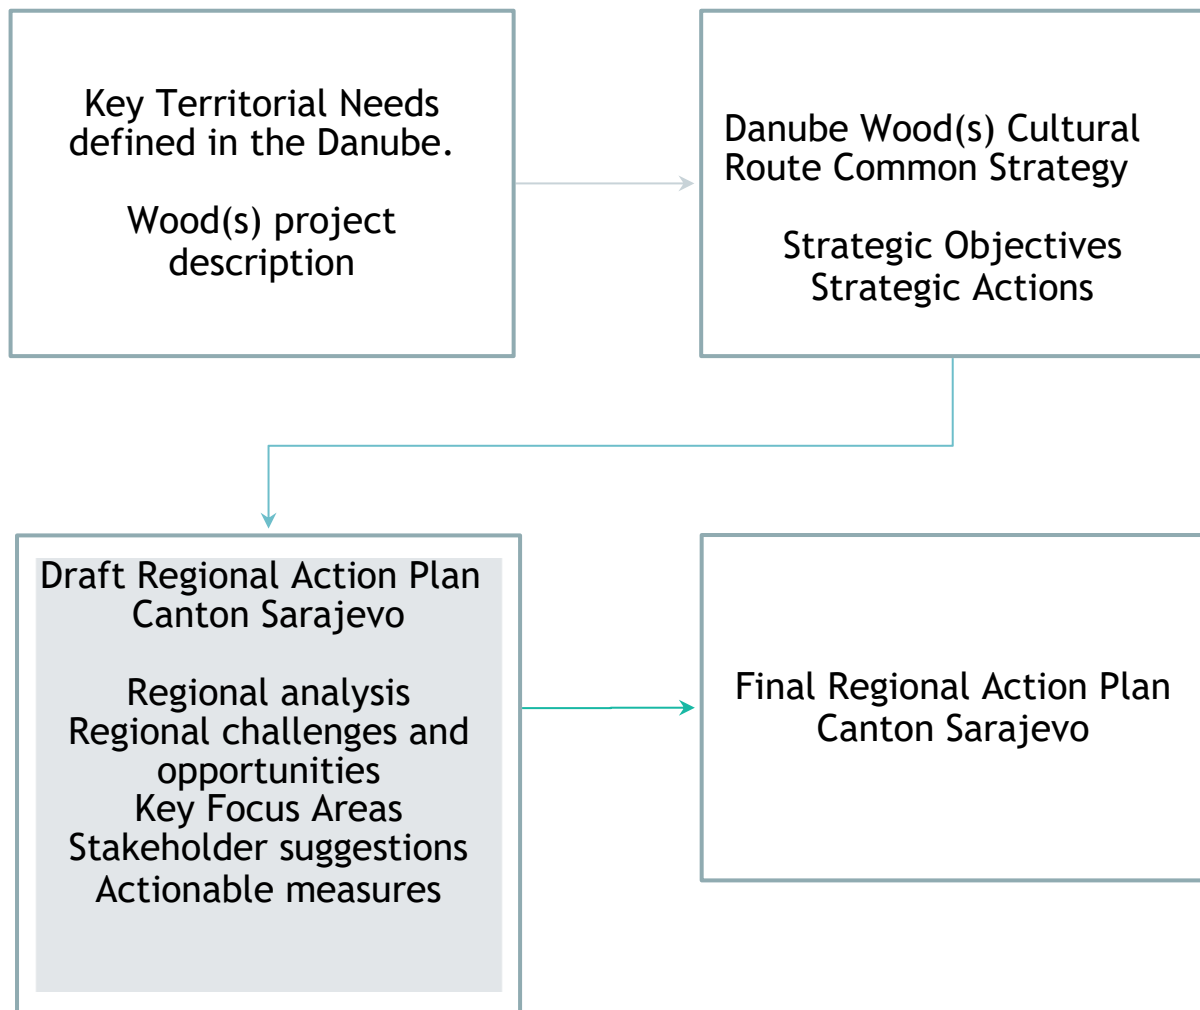 Key Territorial Needs
defined in the Danube.
Wood(s) project
description
Danube Wood(s) Cultural
Route Common Strategy
Strategic Objectives
Strategic Actions
Draft Regional Action Plan
Canton Sarajevo
Regional analysis
Regional challenges and
opportunities
Key Focus Areas
Stakeholder suggestions
Actionable measures
Final Regional Action Plan
Canton Sarajevo